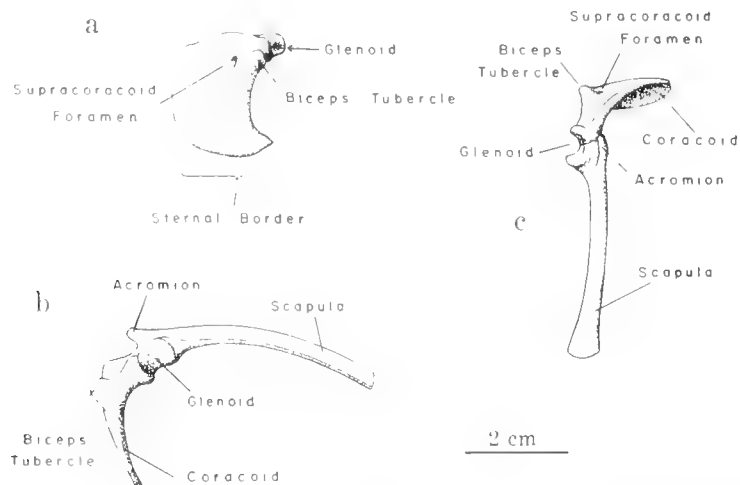 a
Glenoid
Supracoracoid
Foramen
Biceps Tubercle
Sternal Border
Supracoracoid
Foramen
Biceps
Tubercle
Glenoid
Coracoid
Acromion
c
Scapula
b
Acromion
Scapula
Glenoid
Biceps
Tubercle
Coracoid
2 cm